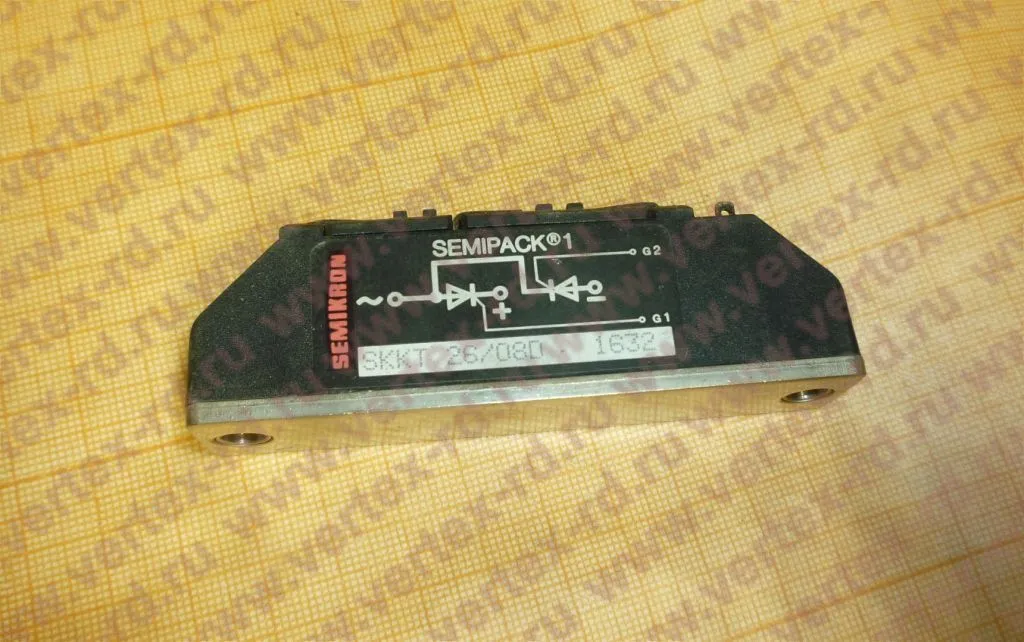 SEMIPACK®1
SEMIKRON
G2
~
+
−
G1
SKKT 26/08D . 1632
www.vertex-rd.ru